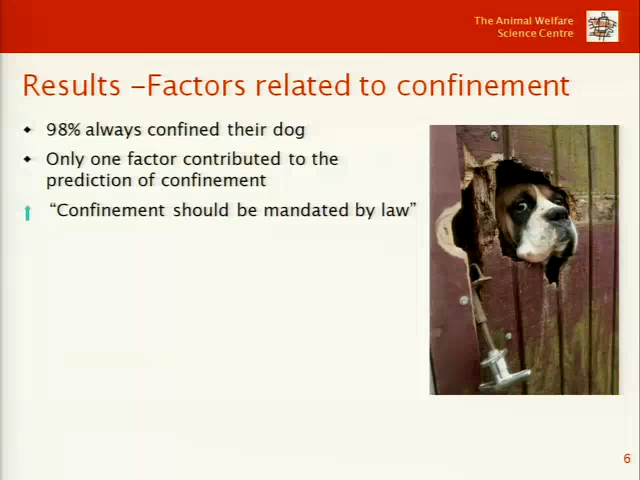 The Animal Welfare
Science Centre
Results –Factors related to confinement
98% always confined their dog
Only one factor contributed to the
prediction of confinement
“Confinement should be mandated by law”
6